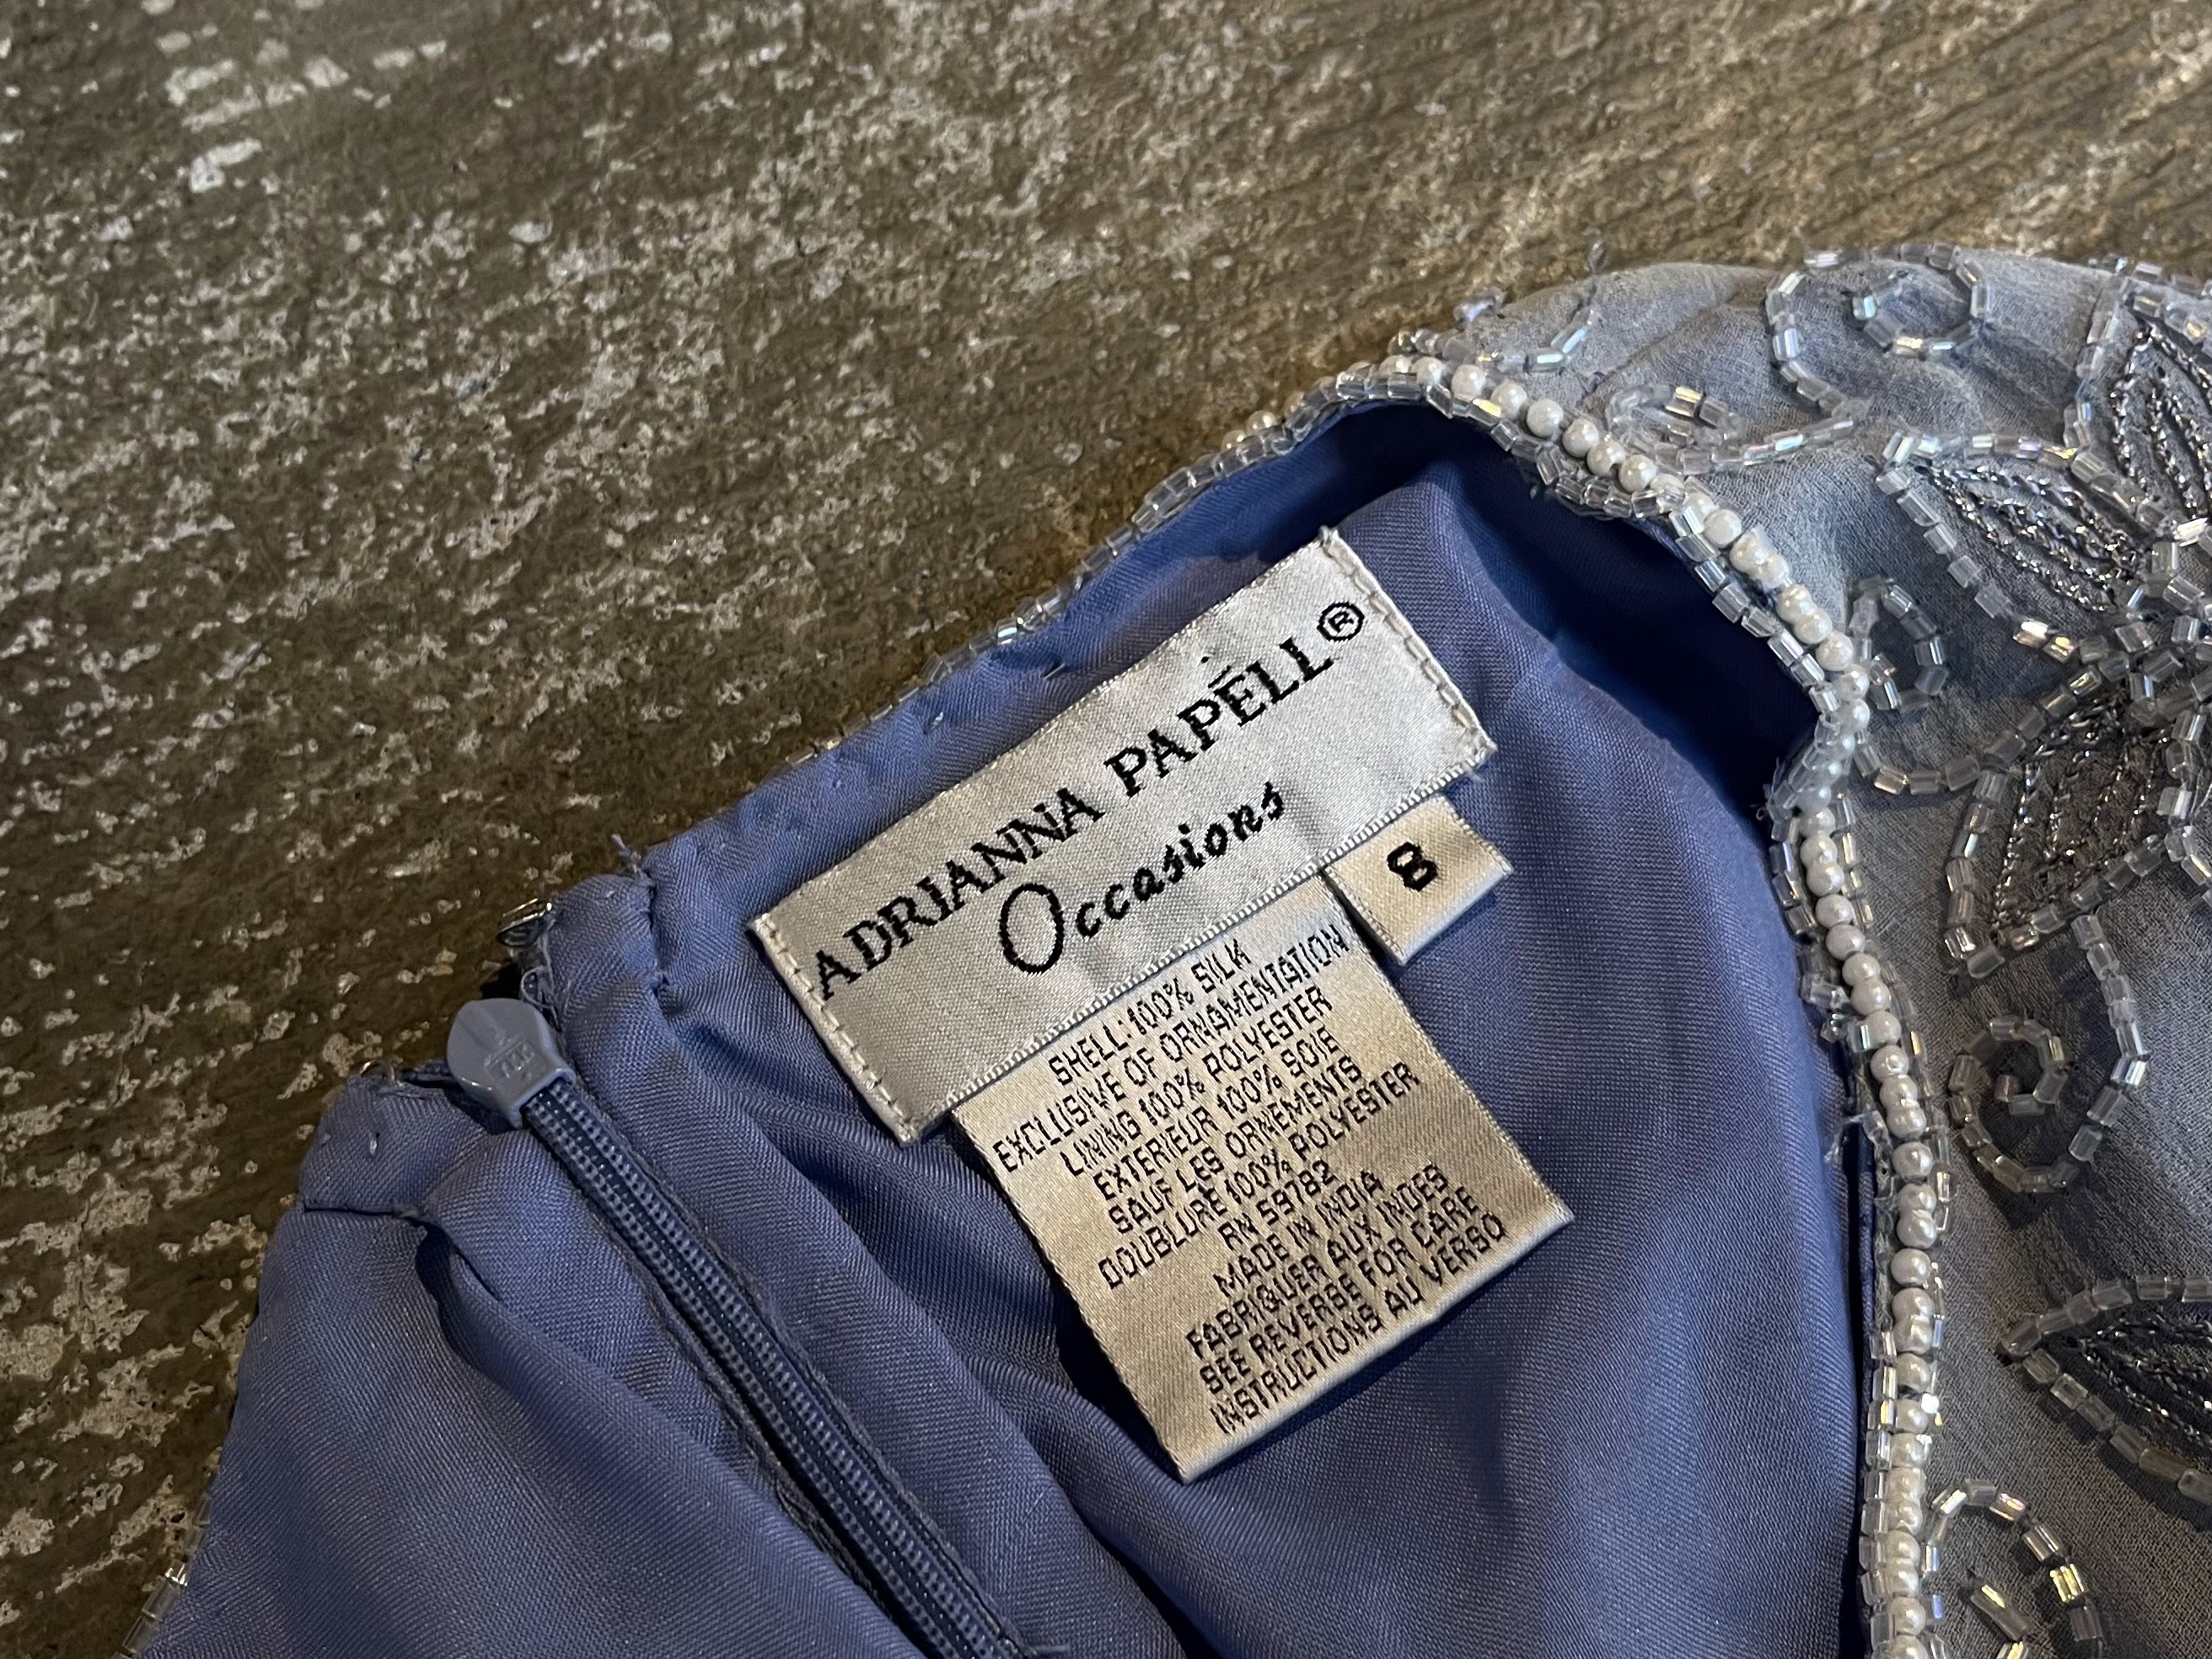 ADRIANNA PAPÈLL®
Occasions
8
SHELL:100% SILK
EXCLUSIVE OF ORNAMENTATION
LINING 100% POLYESTER
EXTERIEUR 100% SOIE
SAUF LES ORNEMENTS
DOUBLURE 100% POLYESTER
RN 59782
MADE IN INDIA
FABRIQUER AUX INDES
SEE REVERSE FOR CARE
INSTRUCTIONS AU VERSO